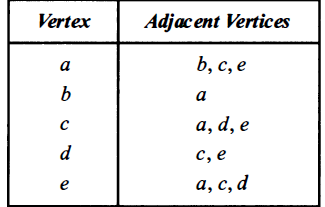 Vertex Adjacent Vertices
a b, c, e
b a
c a, d, e
d c, e
e a, c, d